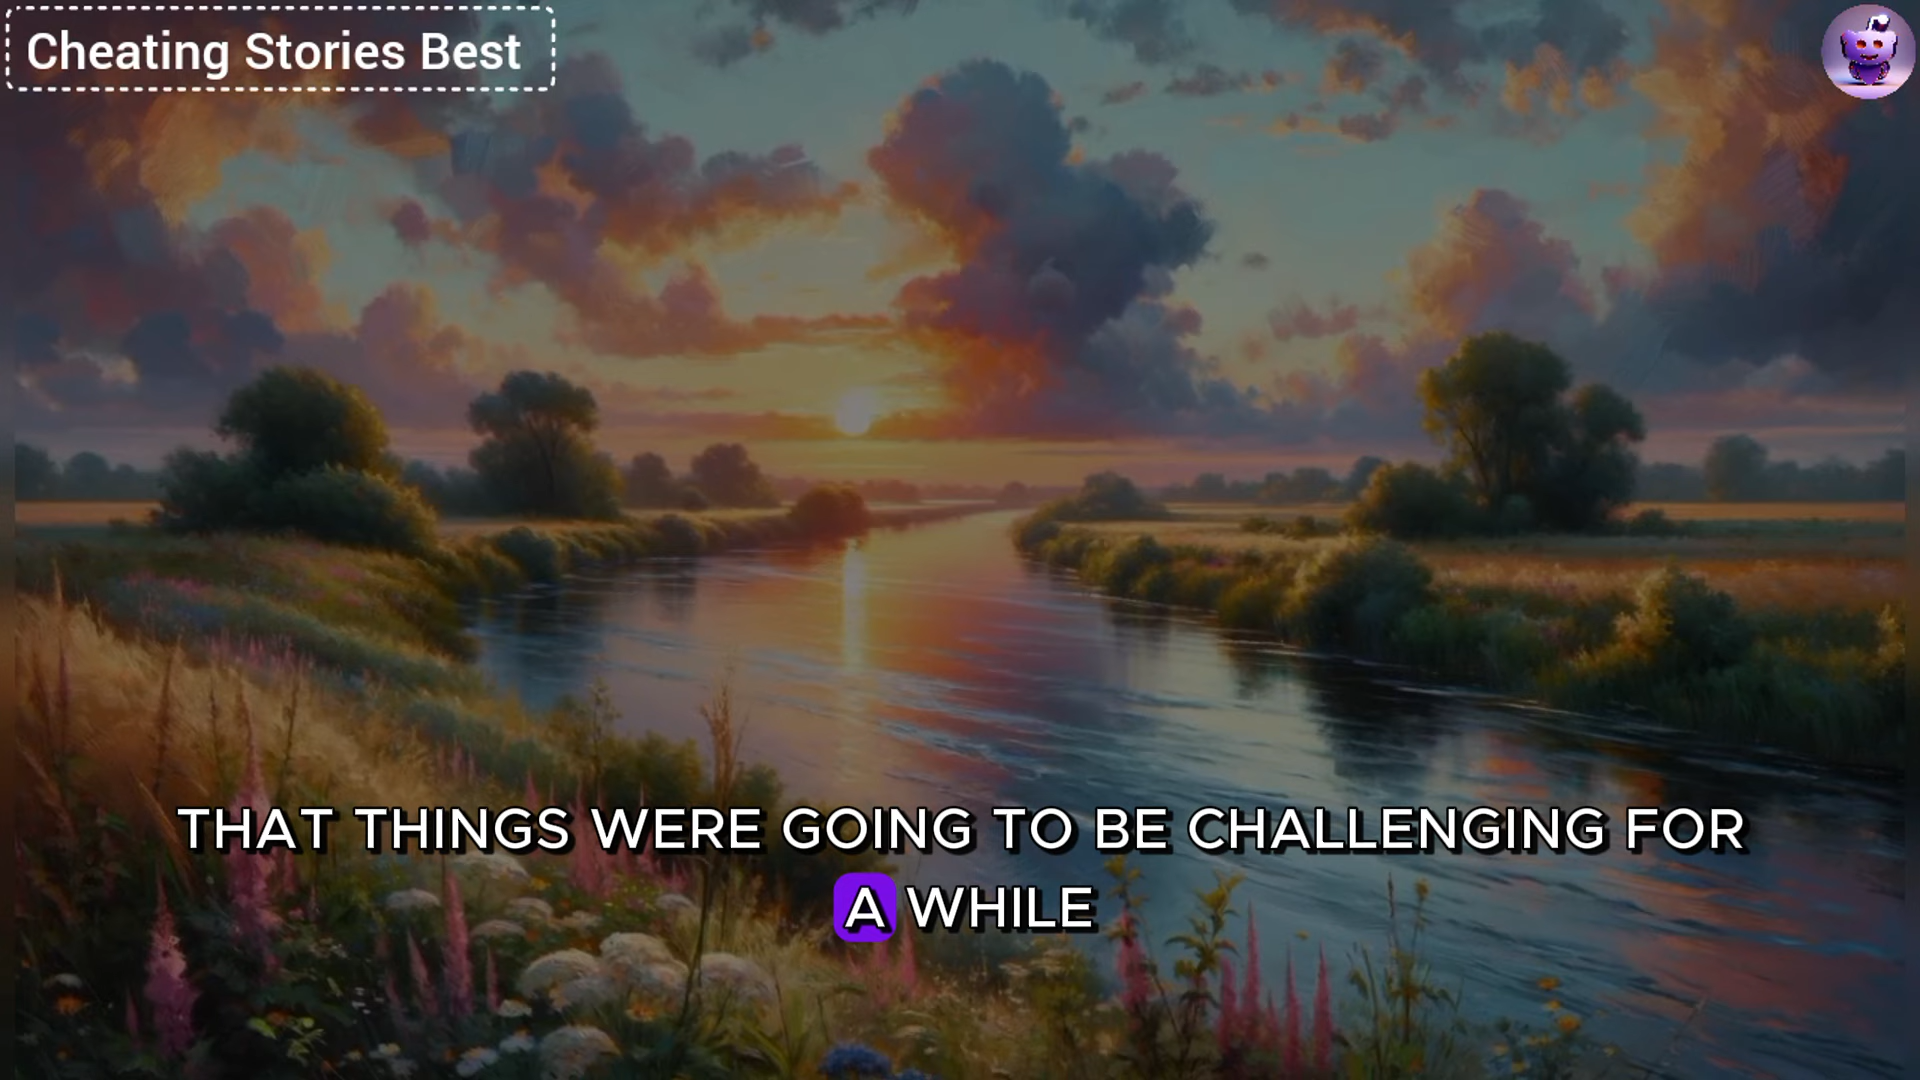 Cheating Stories Best
THAT THINGS WERE GOING TO BE CHALLENGING FOR
A WHILE